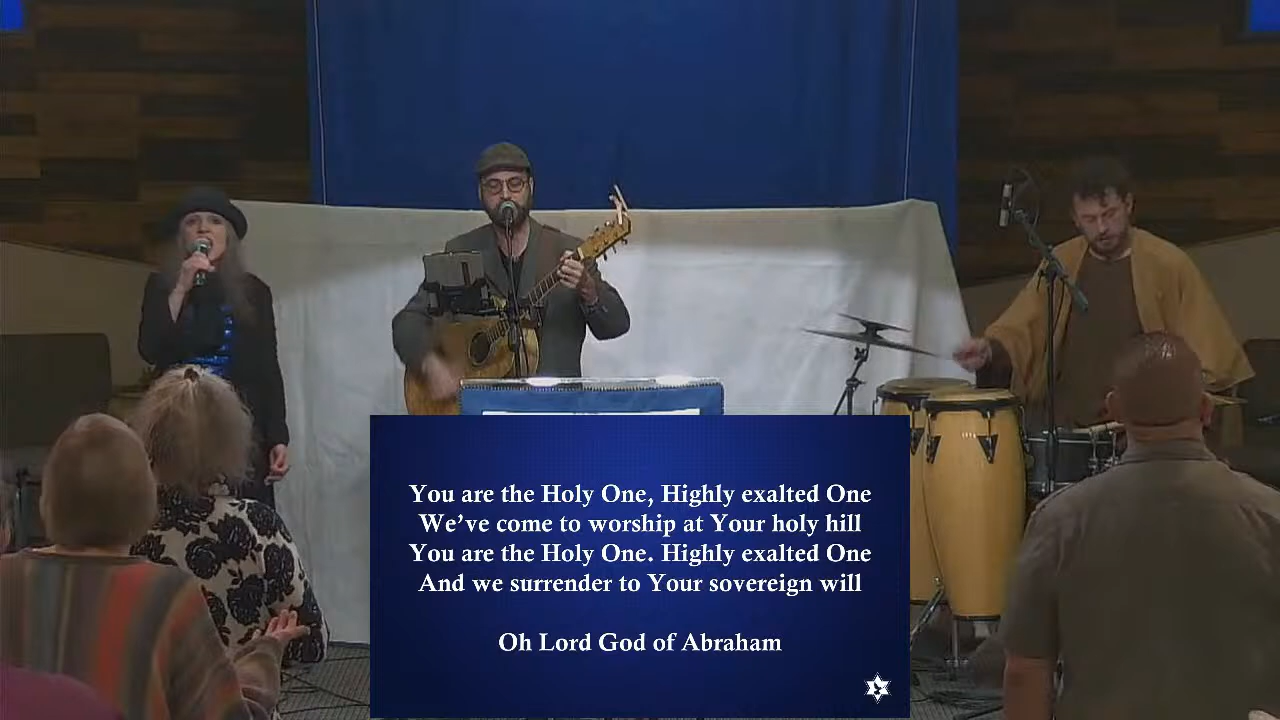 You are the Holy One, Highly exalted One
We've come to worship at Your holy hill
You are the Holy One. Highly exalted One
And we surrender to Your sovereign will
Oh Lord God of Abraham